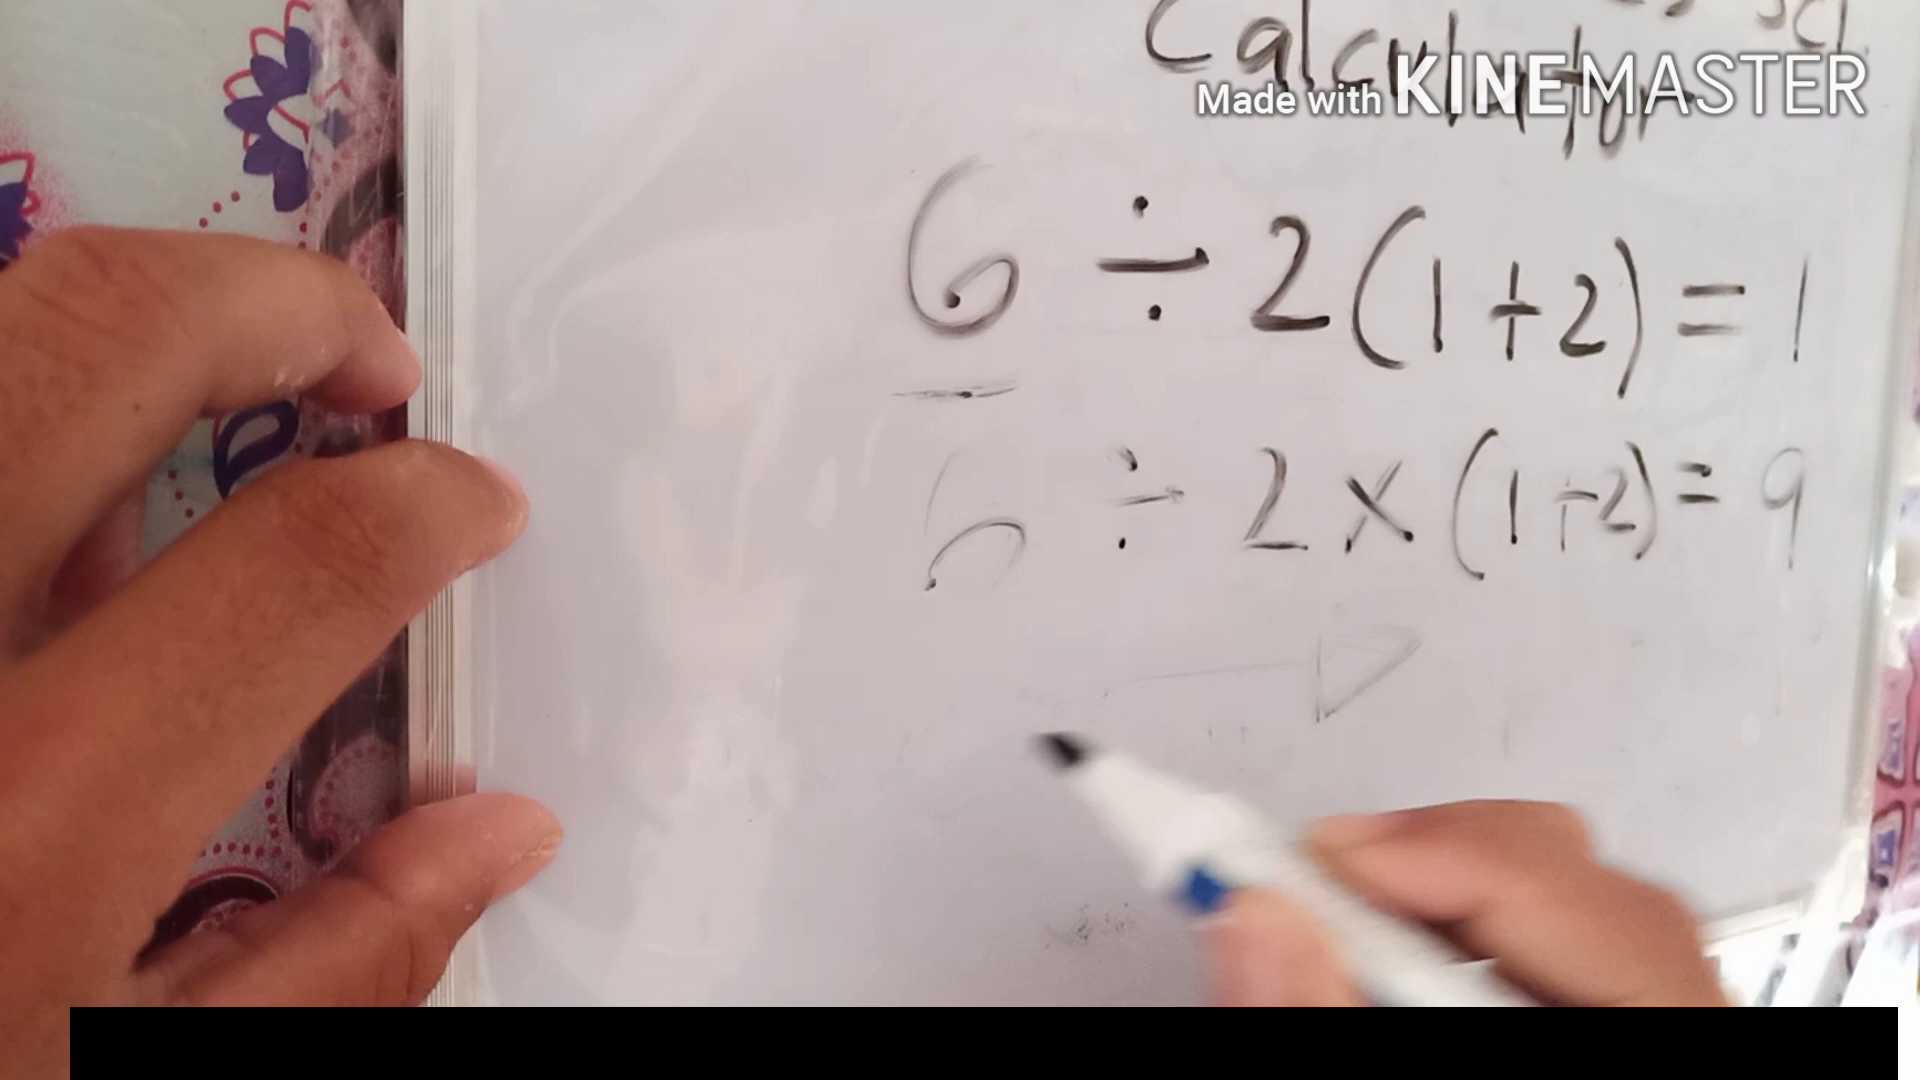 Calculator
Made with KINEMASTER
6 ÷ 2(1+2) = 1
6 ÷ 2 × (1+2) = 9